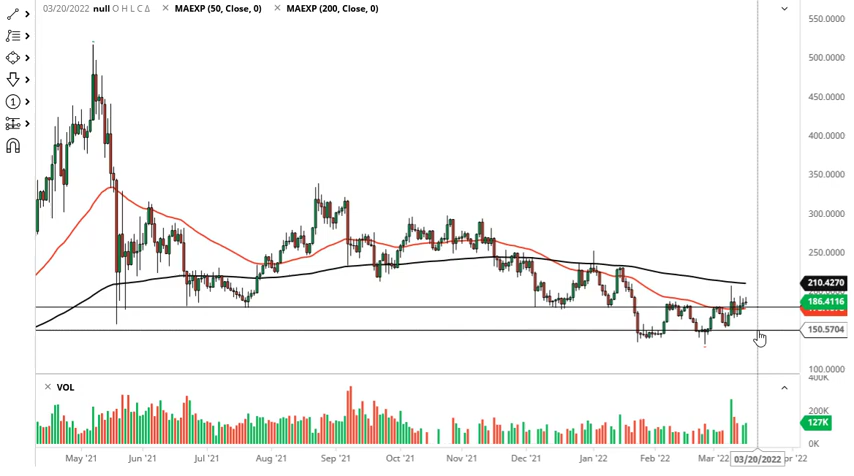 03/20/2022 null O H L C Δ × MAEXP (50, Close, 0) × MAEXP (200, Close, 0)
550.0000
500.0000
450.0000
400.0000
350.0000
300.0000
250.0000
210.4270
186.4116
150.5704
100.0000
× VOL
400K
200K
127K
0K
May '21 Jun '21 Jul '21 Aug '21 Sep '21 Oct '21 Nov '21 Dec '21 Jan '22 Feb '22 Mar '22 03/20/2022 pr '22